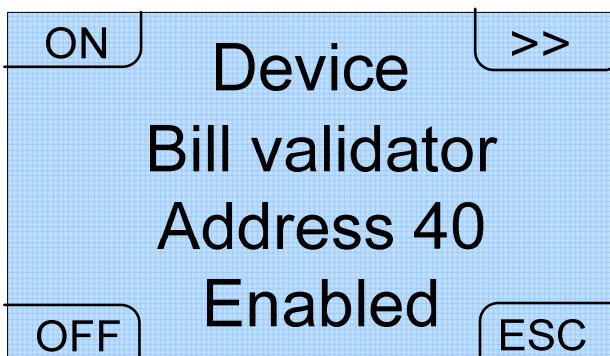 ON
>>
Device
Bill validator
Address 40
Enabled
OFF
ESC